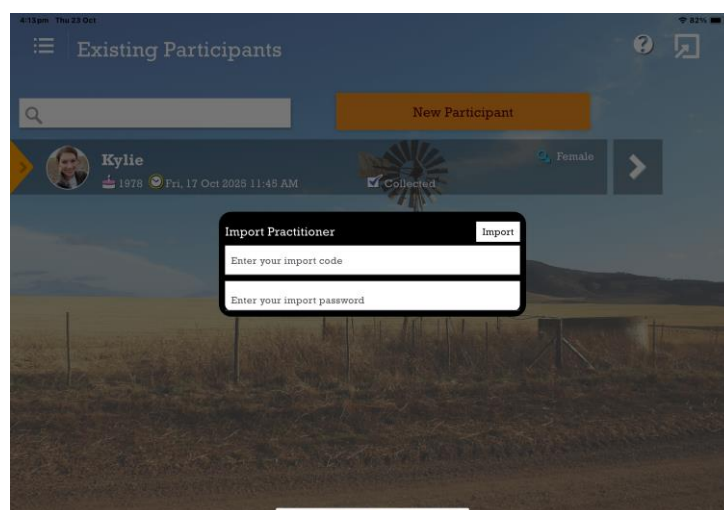 4:13pm Thu 23 Oct
82%
Existing Participants
?
New Participant
Kylie
1978 Fri, 17 Oct 2025 11:45 AM
Collected
Female
Import Practitioner
Import
Enter your import code
Enter your import password